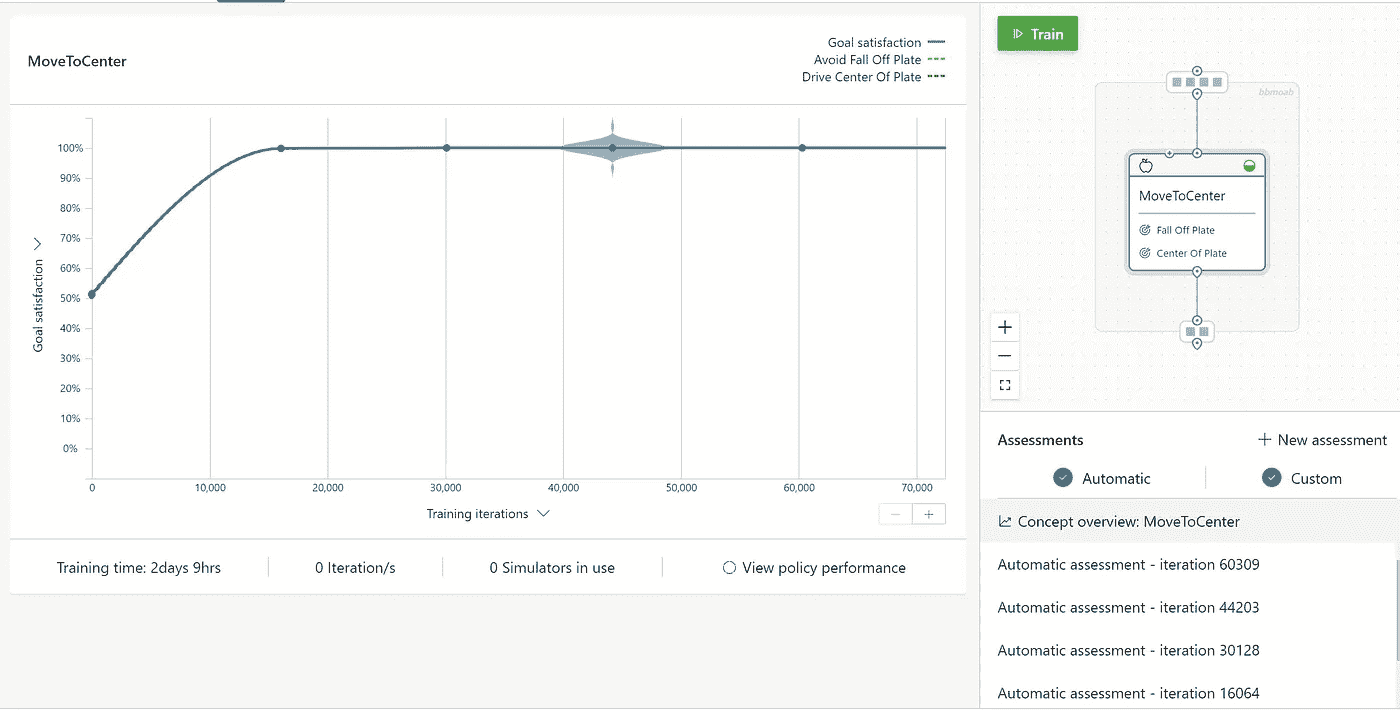 MoveToCenter
Goal satisfaction
Avoid Fall Off Plate
Drive Center Of Plate
100%
90%
80%
70%
60%
50%
40%
30%
20%
10%
0%
Goal satisfaction
0
10,000
20,000
30,000
40,000
50,000
60,000
70,000
Training iterations
Training time: 2days 9hrs
0 Iteration/s
0 Simulators in use
View policy performance
Train
bbmoab
MoveToCenter
Fall Off Plate
Center Of Plate
Assessments
New assessment
Automatic
Custom
Concept overview: MoveToCenter
Automatic assessment - iteration 60309
Automatic assessment - iteration 44203
Automatic assessment - iteration 30128
Automatic assessment - iteration 16064